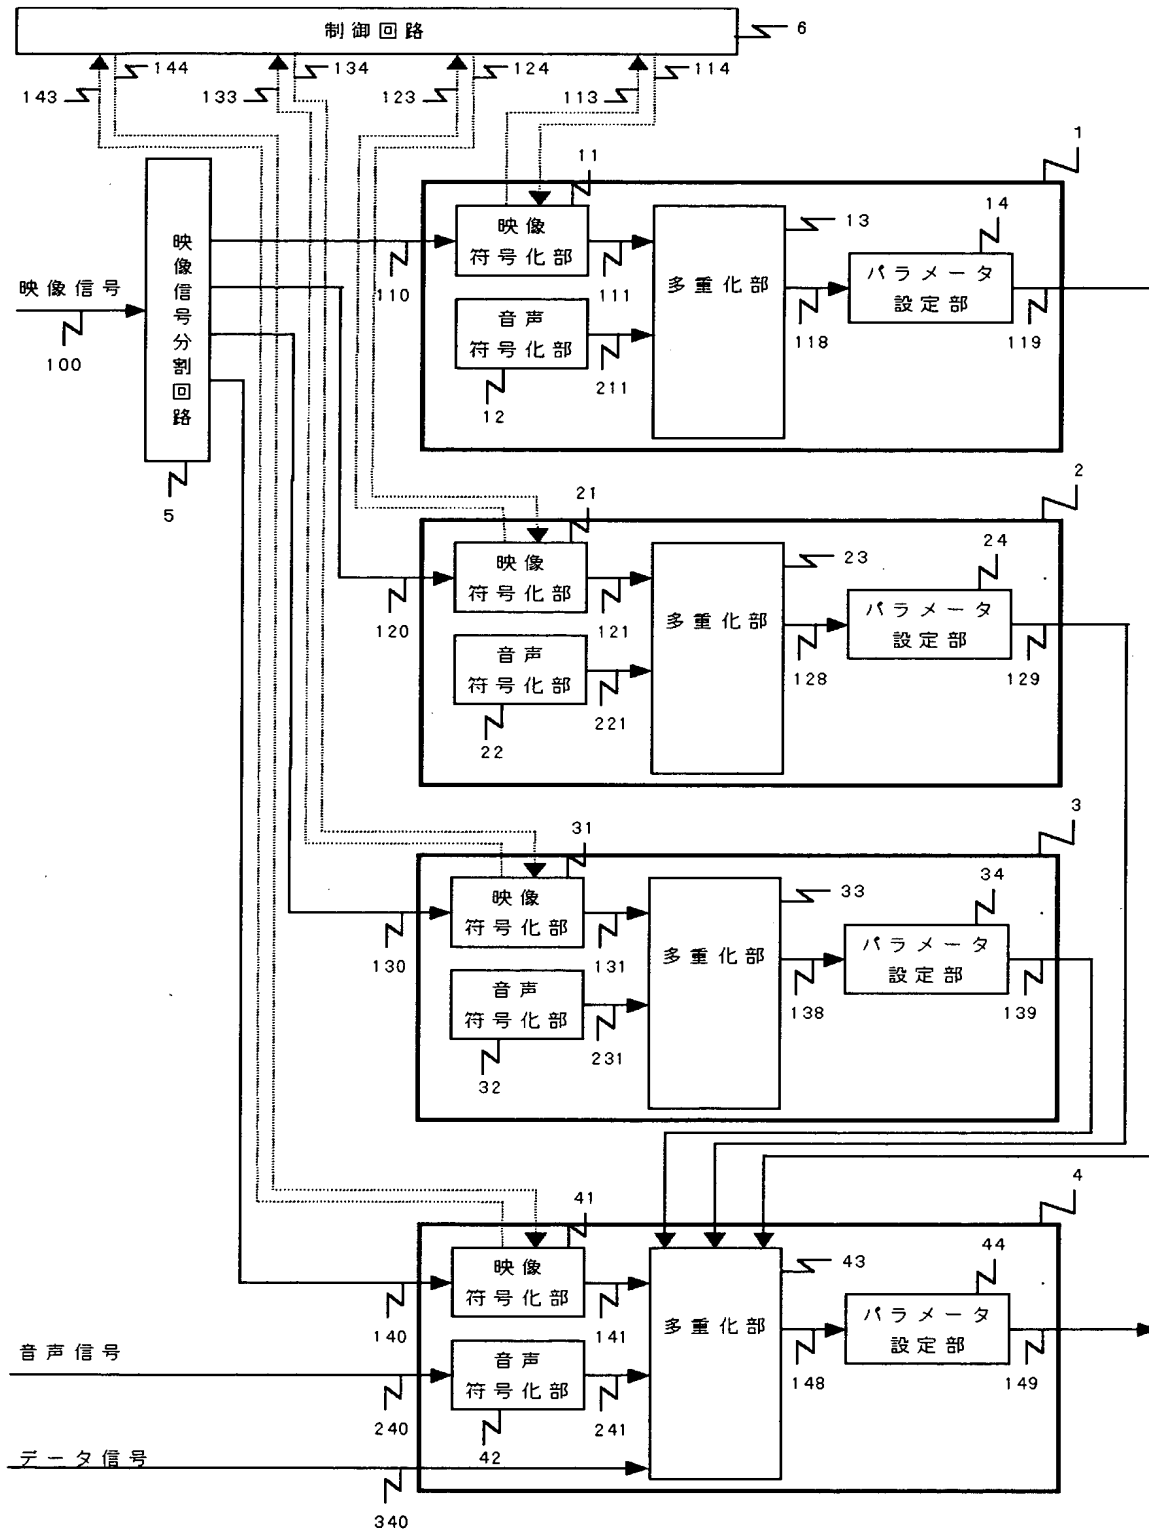 制御回路
6
144
134
124
114
143
133
123
113
1
映像信号分割回路
映像信号
100
5
11
映像
符号化部
110
111
13
多重化部
14
パラメータ
設定部
118
119
音声
符号化部
12
211
2
21
映像
符号化部
120
121
23
多重化部
24
パラメータ
設定部
128
129
音声
符号化部
22
221
3
31
映像
符号化部
130
131
33
多重化部
34
パラメータ
設定部
138
139
音声
符号化部
32
231
4
41
映像
符号化部
140
141
43
多重化部
44
パラメータ
設定部
148
149
音声信号
音声
符号化部
240
241
42
データ信号
340